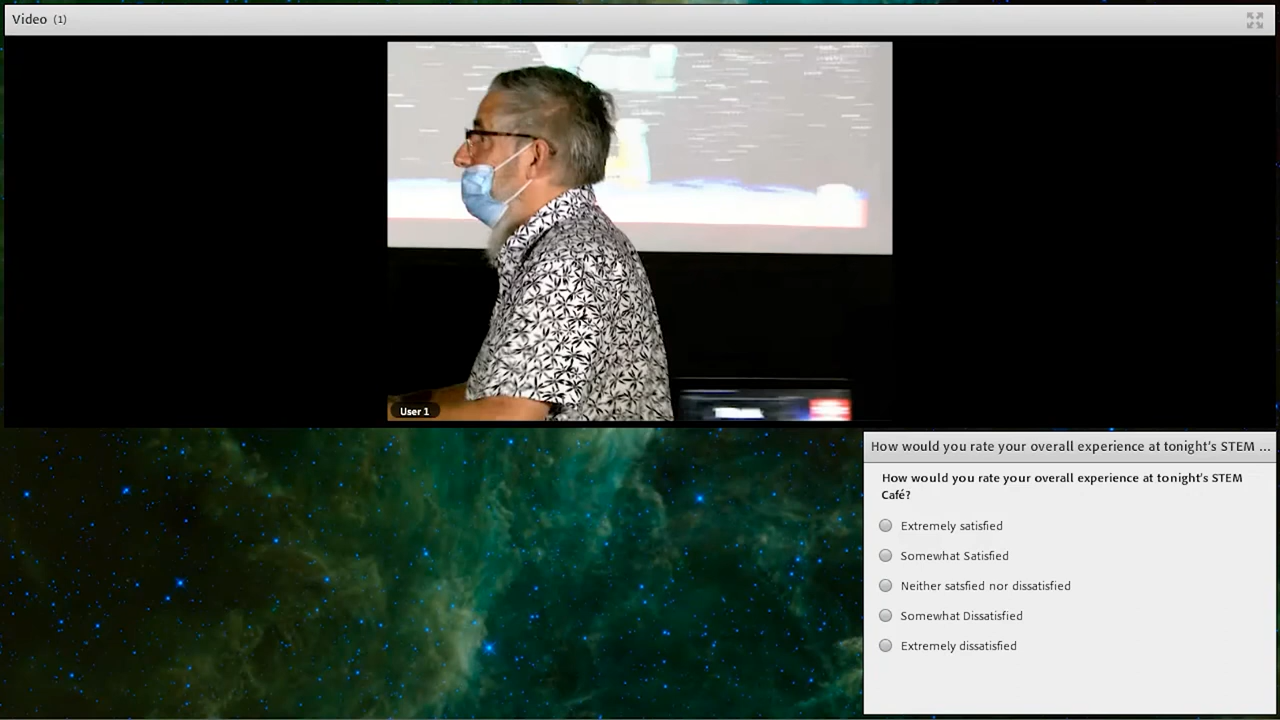 Video (1)
User 1
How would you rate your overall experience at tonight's STEM ...
How would you rate your overall experience at tonight's STEM
Café?
Extremely satisfied
Somewhat Satisfied
Neither satsfied nor dissatisfied
Somewhat Dissatisfied
Extremely dissatisfied